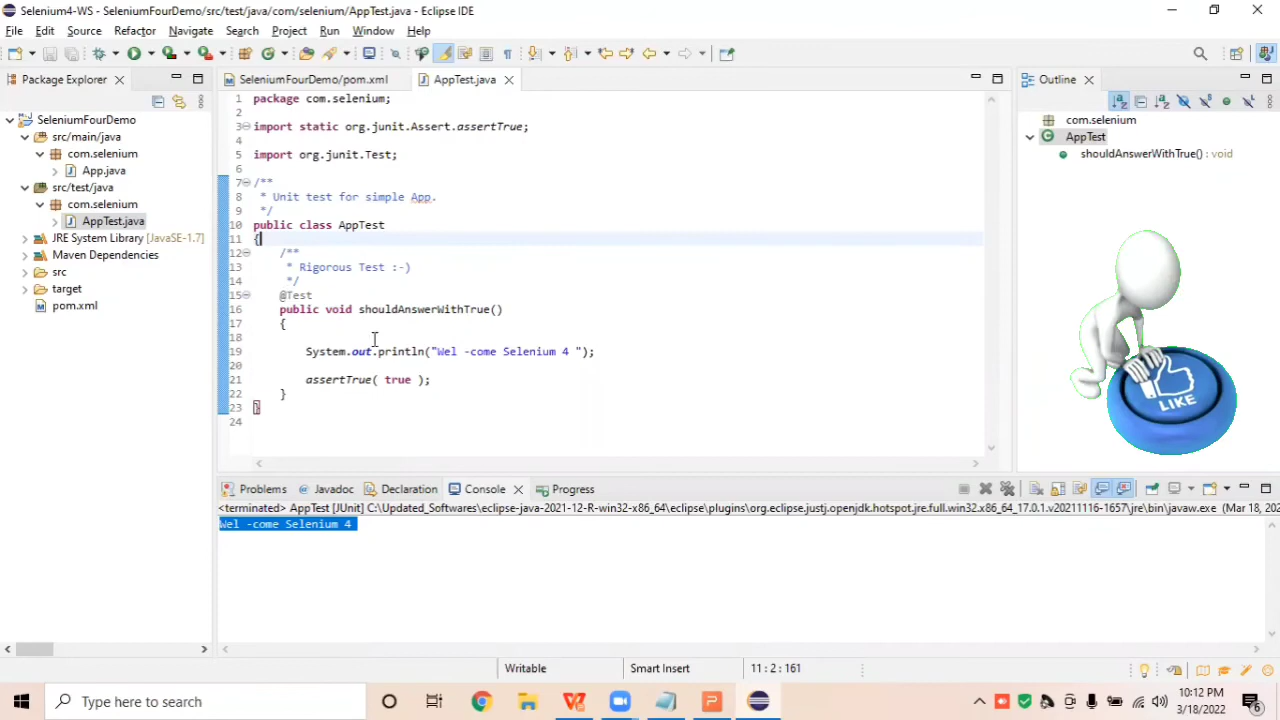 Selenium4-WS - SeleniumFourDemo/src/test/java/com/selenium/AppTest.java - Eclipse IDE
File Edit Source Refactor Navigate Search Project Run Window Help
Package Explorer
SeleniumFourDemo/pom.xml
AppTest.java
Outline
SeleniumFourDemo
src/main/java
com.selenium
App.java
src/test/java
com.selenium
AppTest.java
JRE System Library [JavaSE-1.7]
Maven Dependencies
src
target
pom.xml
1 package com.selenium;
2
3 import static org.junit.Assert.assertTrue;
4
5 import org.junit.Test;
6
7 /**
8 * Unit test for simple App.
9 */
10 public class AppTest
11 {
12 /**
13 * Rigorous Test :-)
14 */
15 @Test
16 public void shouldAnswerWithTrue()
17 {
18
19 System.out.println("Wel -come Selenium 4 ");
20
21 assertTrue( true );
22 }
23 }
24
com.selenium
AppTest
shouldAnswerWithTrue() : void
LIKE
Problems Javadoc Declaration Console Progress
<terminated> AppTest [JUnit] C:\Updated_Softwares\eclipse-java-2021-12-R-win32-x86_64\eclipse\plugins\org.eclipse.justj.openjdk.hotspot.jre.full.win32.x86_64_17.0.1.v20211116-1657\jre\bin\javaw.exe (Mar 18, 202
Wel -come Selenium 4
Writable Smart Insert 11 : 2 : 161
Type here to search
10:12 PM
3/18/2022
6